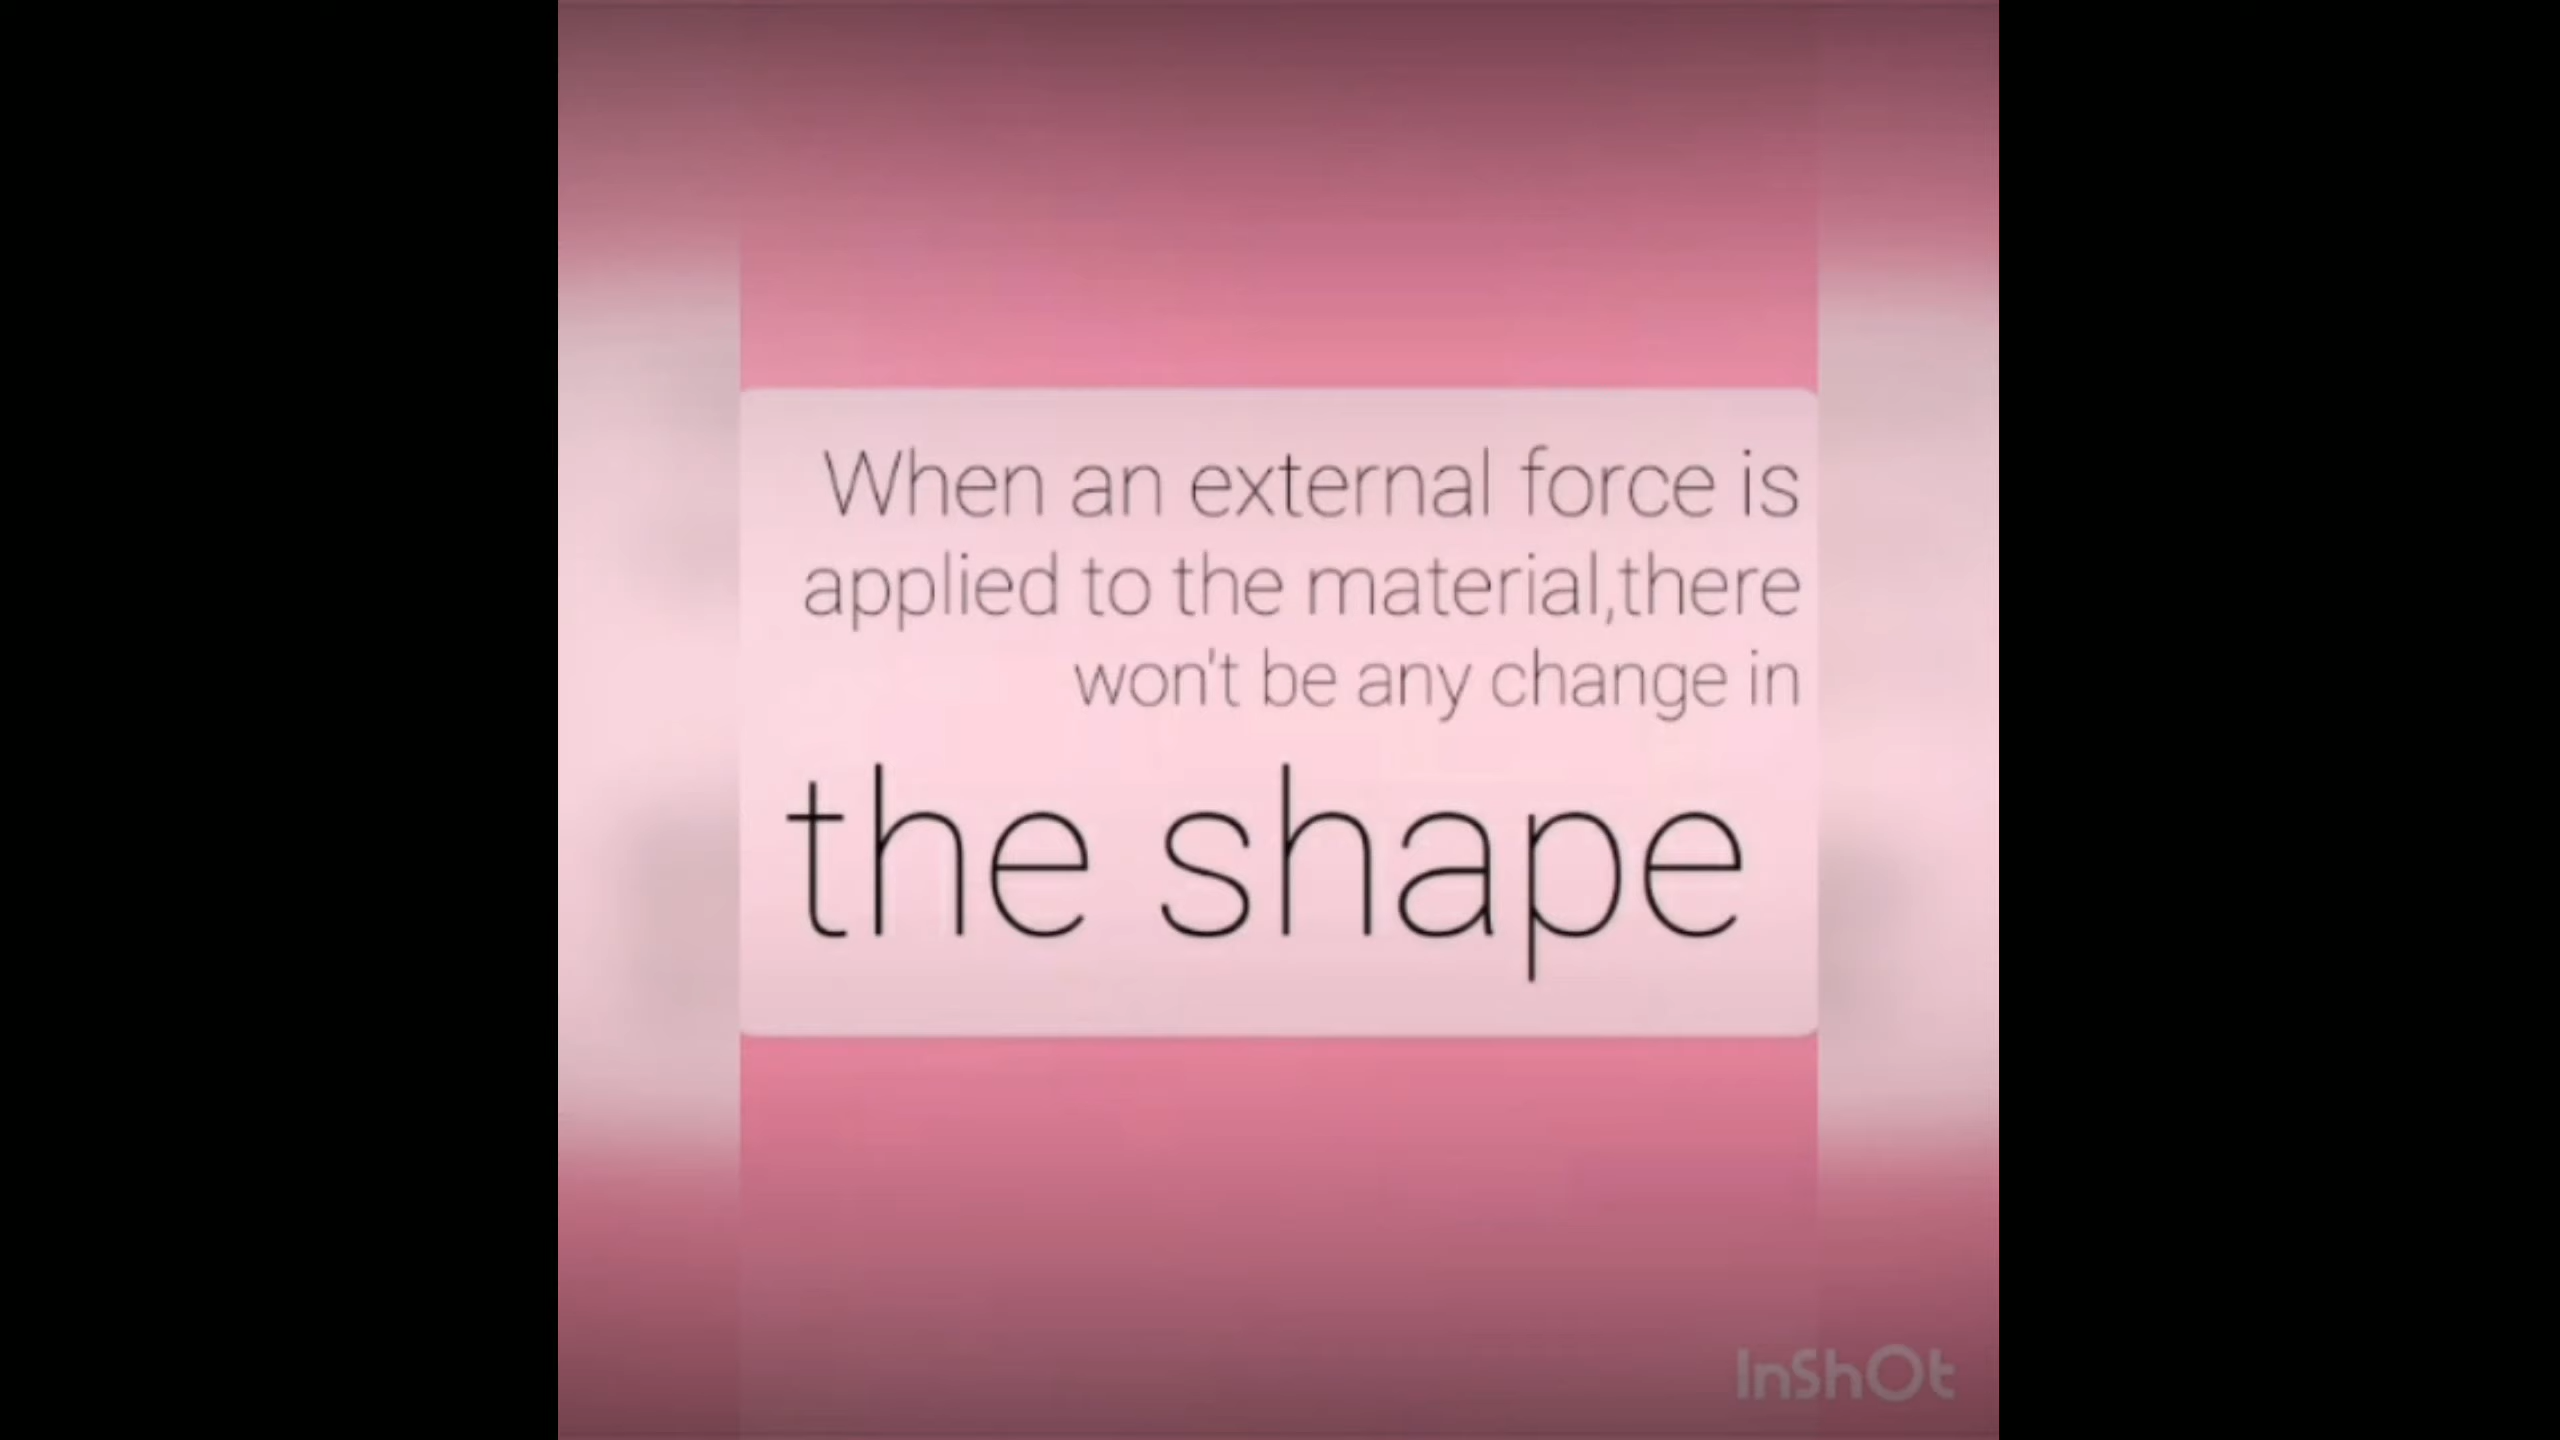 When an external force is
applied to the material,there
won't be any change in
the shape
InShOt